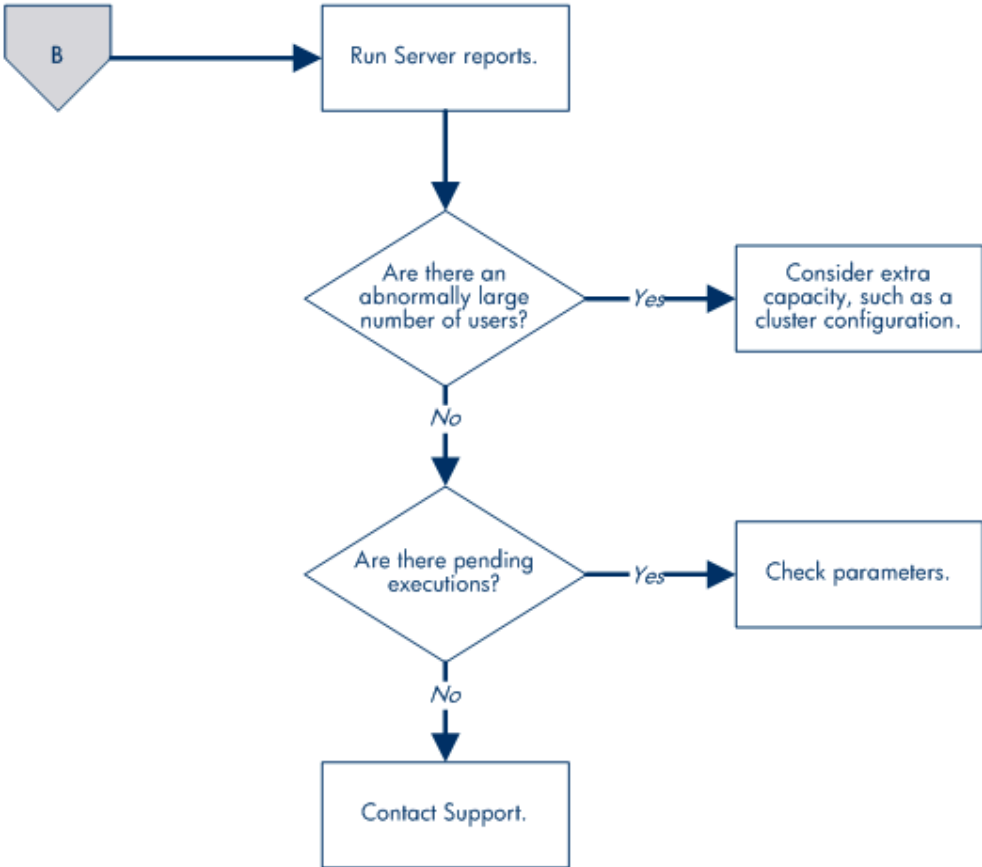 B
Run Server reports.
Are there an
abnormally large
number of users?
Yes
Consider extra
capacity, such as a
cluster configuration.
No
Are there pending
executions?
Yes
Check parameters.
No
Contact Support.